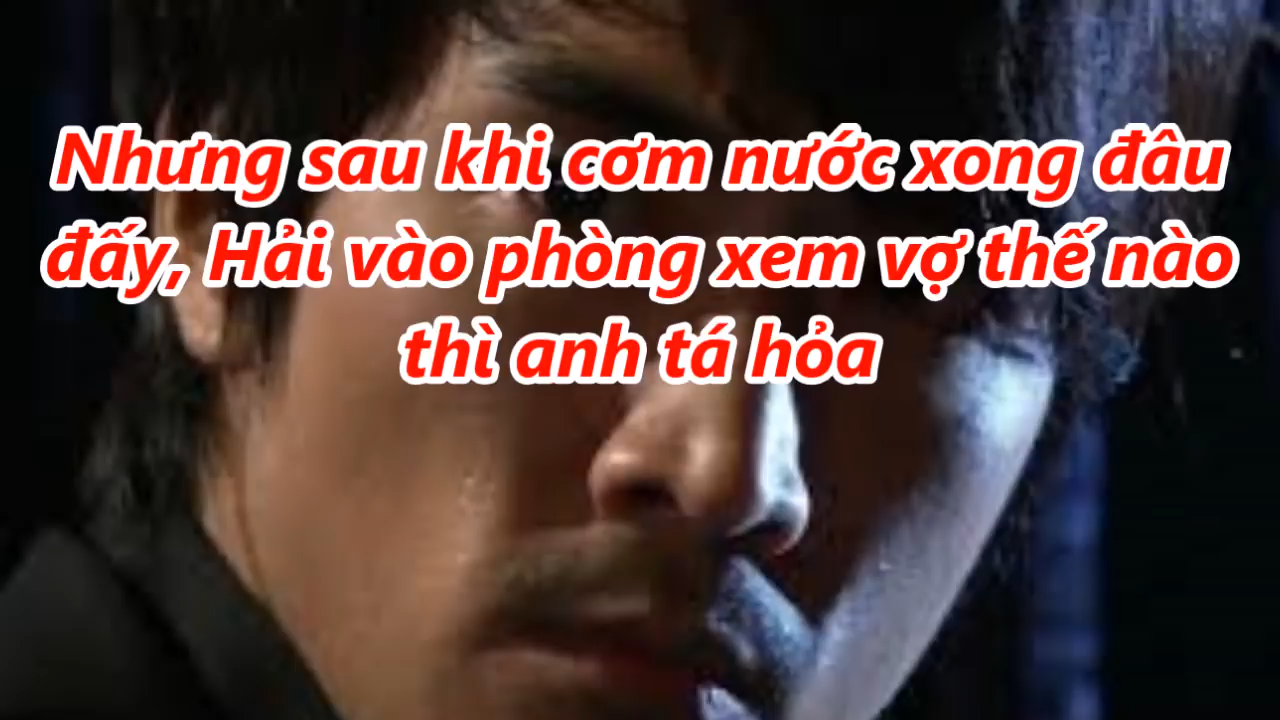 Nhưng sau khi cơm nước xong đâu
đấy, Hải vào phòng xem vợ thế nào
thì anh tá hỏa